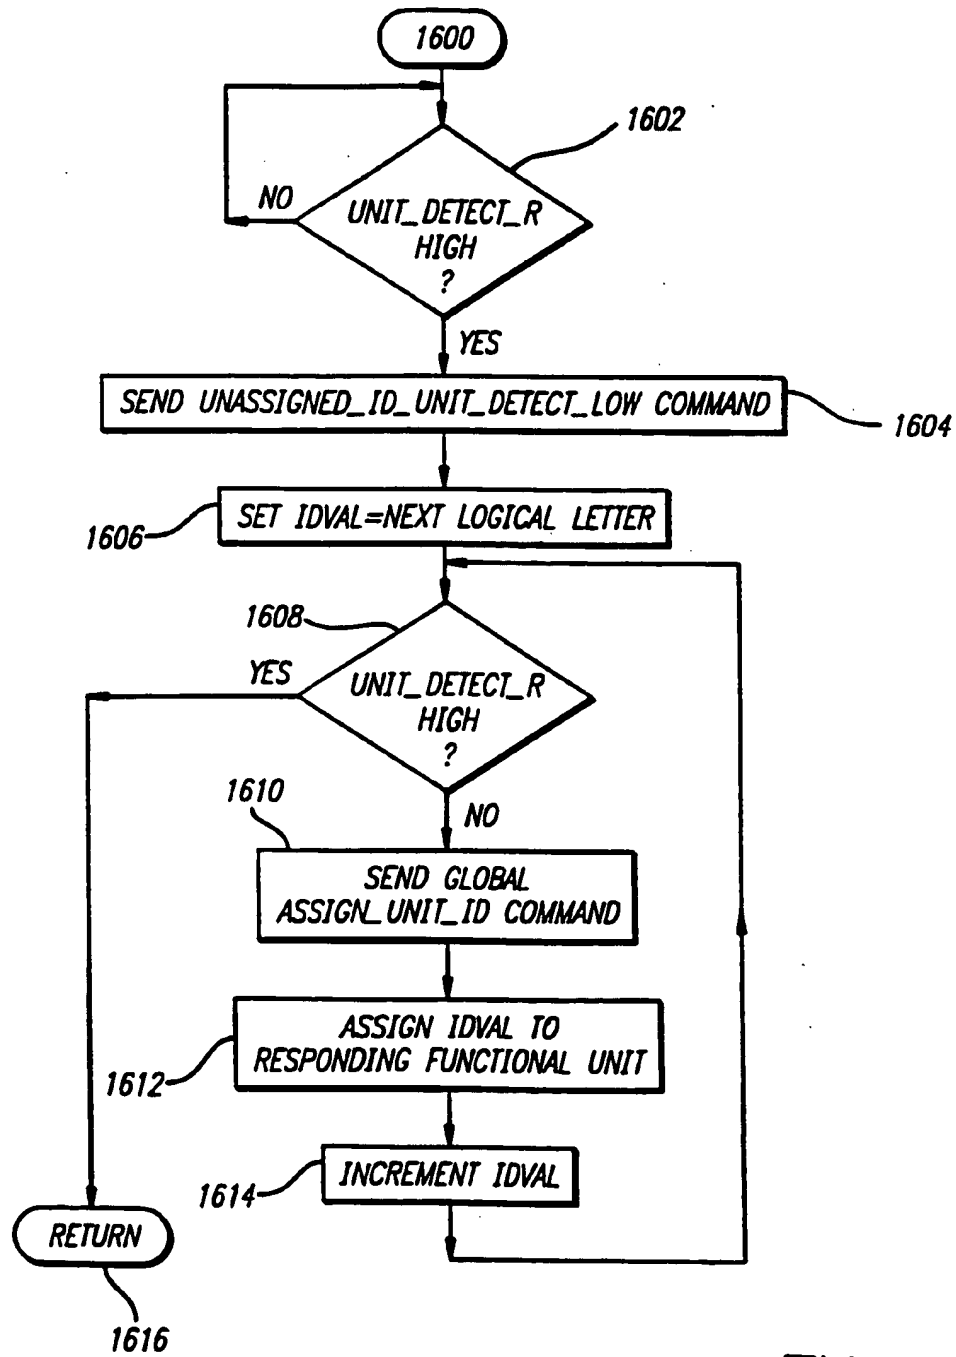 1600
1602
NO
UNIT_DETECT_R
HIGH
?
YES
SEND UNASSIGNED_ID_UNIT_DETECT_LOW COMMAND
1604
SET IDVAL=NEXT LOGICAL LETTER
1606
1608
YES
UNIT_DETECT_R
HIGH
?
1610
NO
SEND GLOBAL
ASSIGN_UNIT_ID COMMAND
ASSIGN IDVAL TO
RESPONDING FUNCTIONAL UNIT
1612
INCREMENT IDVAL
1614
RETURN
1616